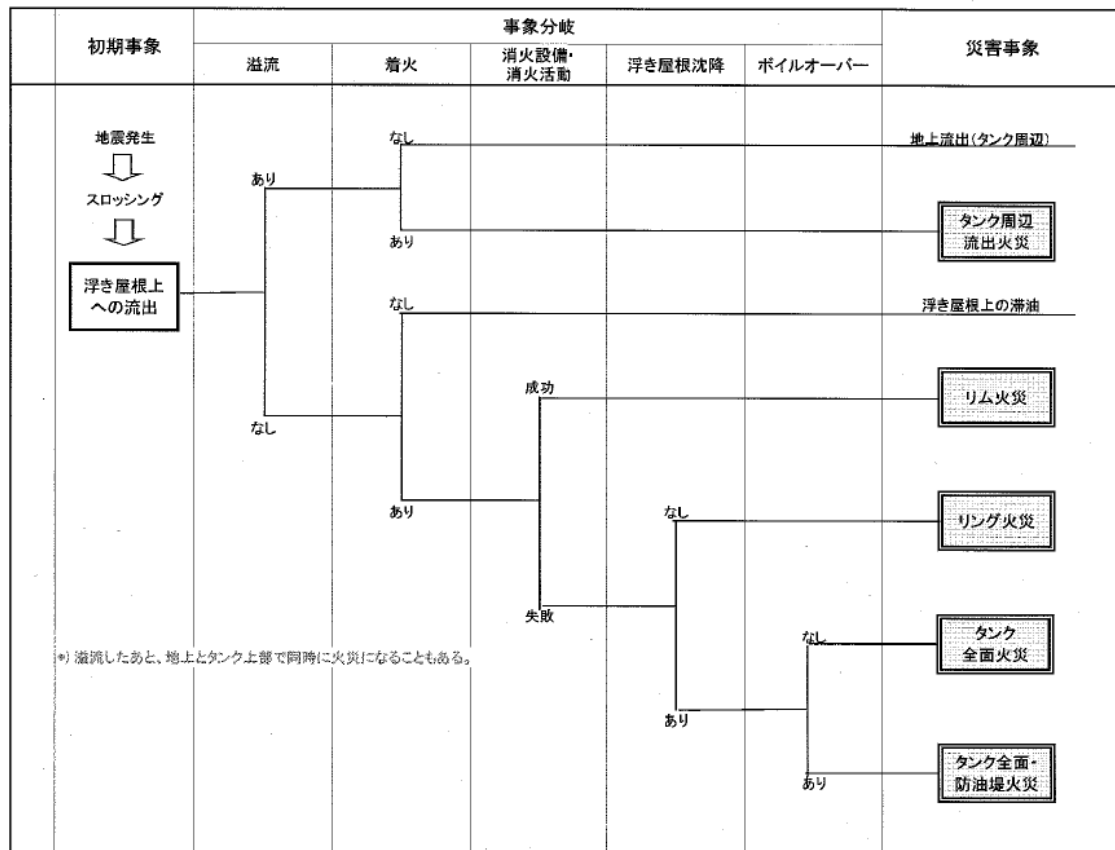 初期事象
事象分岐
災害事象
溢流
着火
消火設備・
消火活動
浮き屋根沈降
ボイルオーバー
地震発生
スロッシング
浮き屋根上
への流出
あり
なし
なし
あり
なし
あり
成功
失敗
なし
あり
なし
あり
地上流出(タンク周辺)
タンク周辺
流出火災
浮き屋根上の滞油
リム火災
リング火災
タンク
全面火災
タンク全面・
防油堤火災
*) 溢流したあと、地上とタンク上部で同時に火災になることもある。